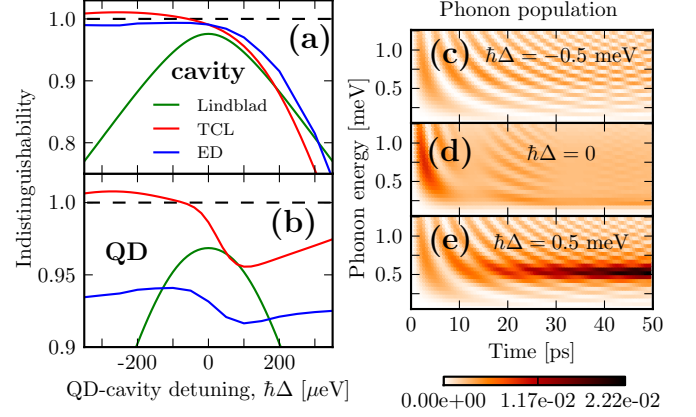 Indistinguishability
1.0
0.9
0.8
(a)
cavity
Lindblad
TCL
ED
1.00
0.95
0.9
(b)
QD
-200
0
200
QD-cavity detuning, ħΔ [μeV]
Phonon population
Phonon energy [meV]
1.0
0.5
(c)
ħΔ = −0.5 meV
1.0
0.5
(d)
ħΔ = 0
1.0
0.5
(e)
ħΔ = 0.5 meV
0
10
20
30
40
50
Time [ps]
0.00e+00
1.17e-02
2.22e-02